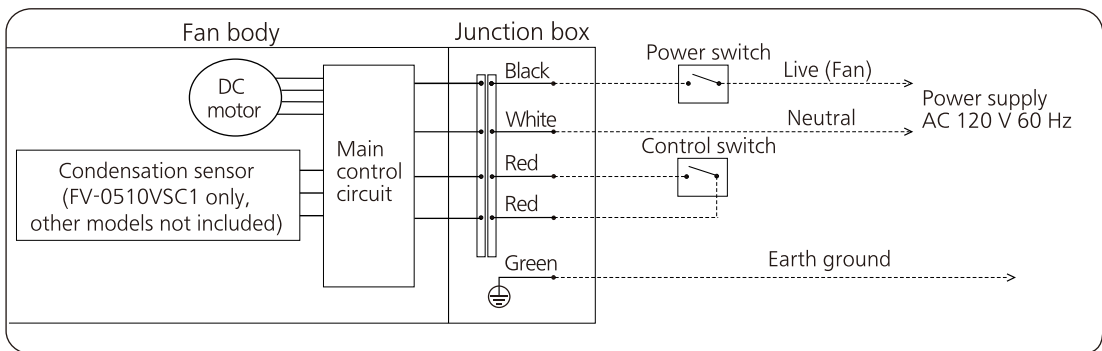 Fan body
Junction box
Power switch
DC
motor
Black
Live (Fan)
Power supply
AC 120 V 60 Hz
White
Neutral
Main
control
circuit
Control switch
Condensation sensor
(FV-0510VSC1 only,
other models not included)
Red
Red
Green
Earth ground